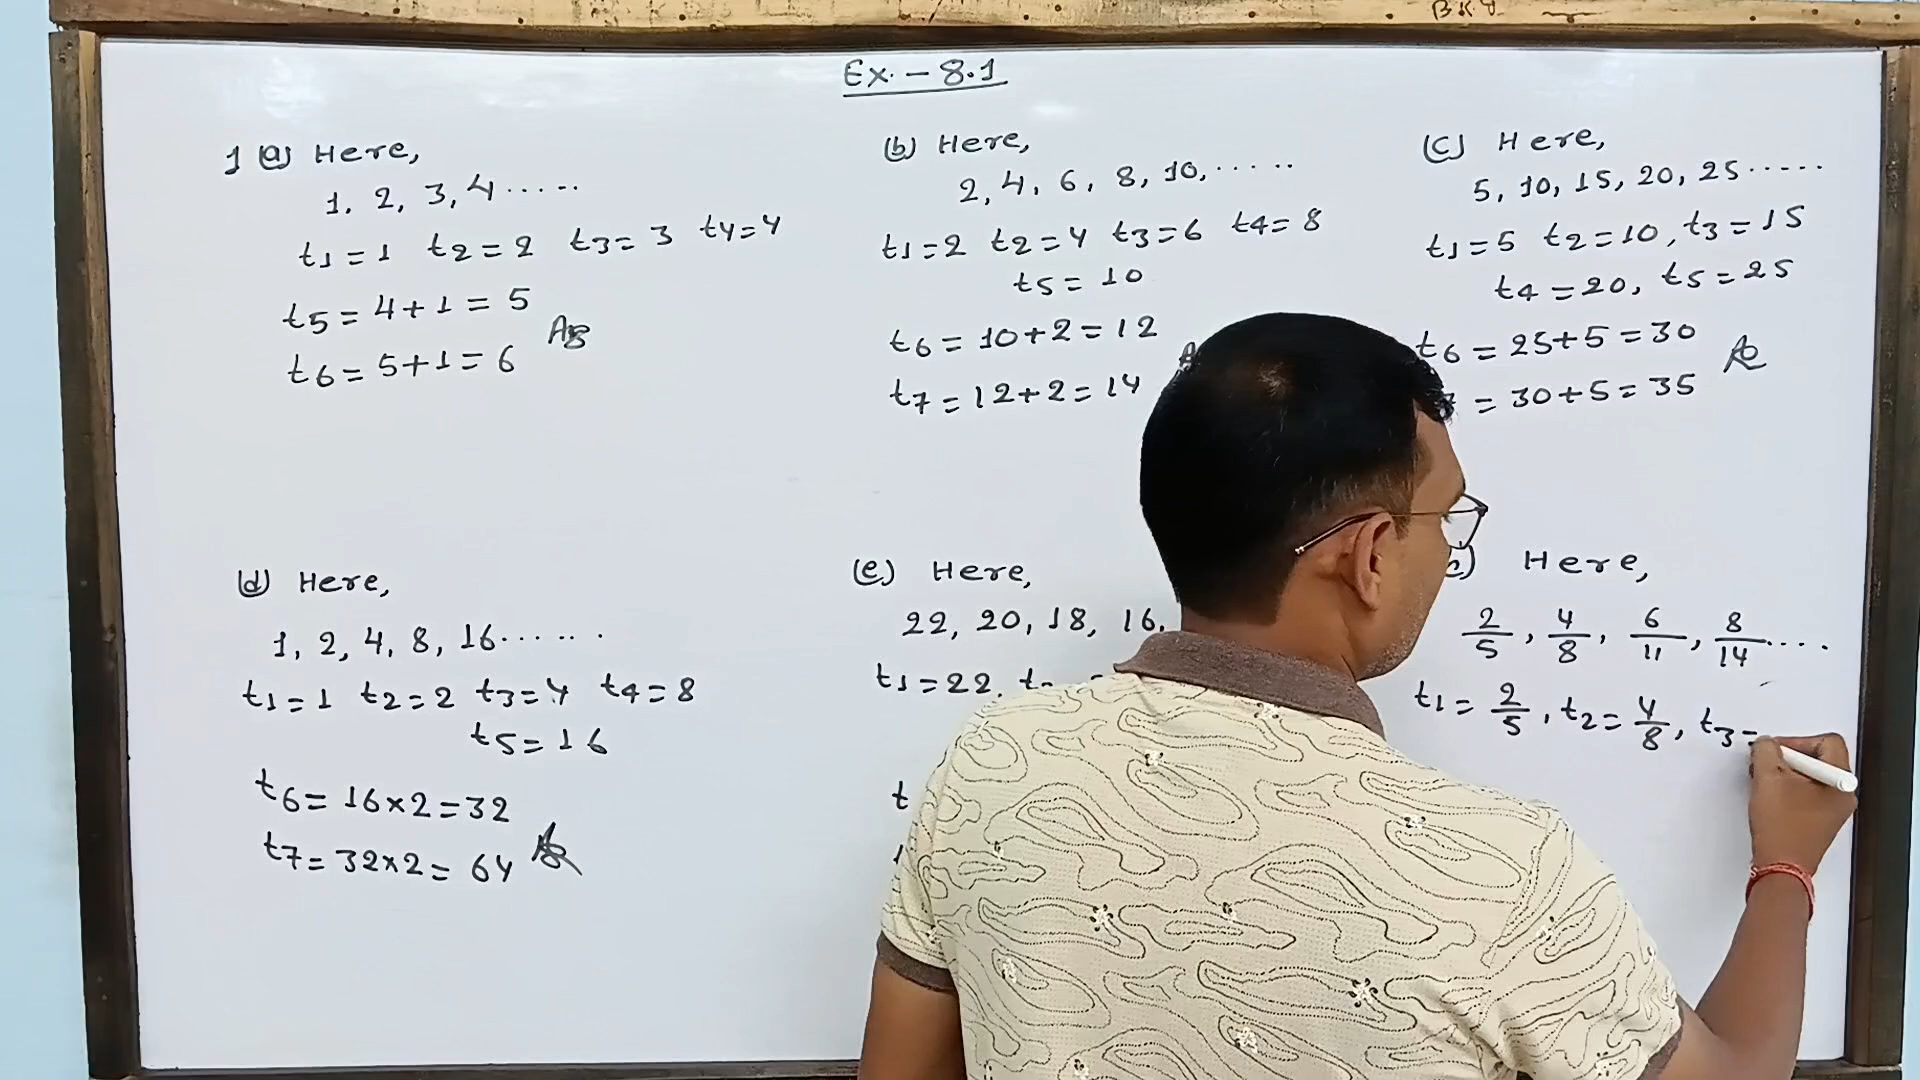 B.K.Y
Ex. - 8.1
1 (a) Here,
1, 2, 3, 4 .....
t1 = 1 t2 = 2 t3 = 3 t4 = 4
t5 = 4+1 = 5
t6 = 5+1 = 6
(b) Here,
2, 4, 6, 8, 10, .....
t1 = 2 t2 = 4 t3 = 6 t4 = 8
t5 = 10
t6 = 10+2 = 12
t7 = 12+2 = 14
(c) Here,
5, 10, 15, 20, 25 .....
t1 = 5 t2 = 10, t3 = 15
t4 = 20, t5 = 25
t6 = 25+5 = 30
= 30+5 = 35
(d) Here,
1, 2, 4, 8, 16 ......
t1 = 1 t2 = 2 t3 = 4 t4 = 8
t5 = 16
t6 = 16×2 = 32
t7 = 32×2 = 64
(e) Here,
22, 20, 18, 16,
t1 = 22,
t
Here,
2/5, 4/8, 6/11, 8/14 ....
t1 = 2/5, t2 = 4/8, t3 =